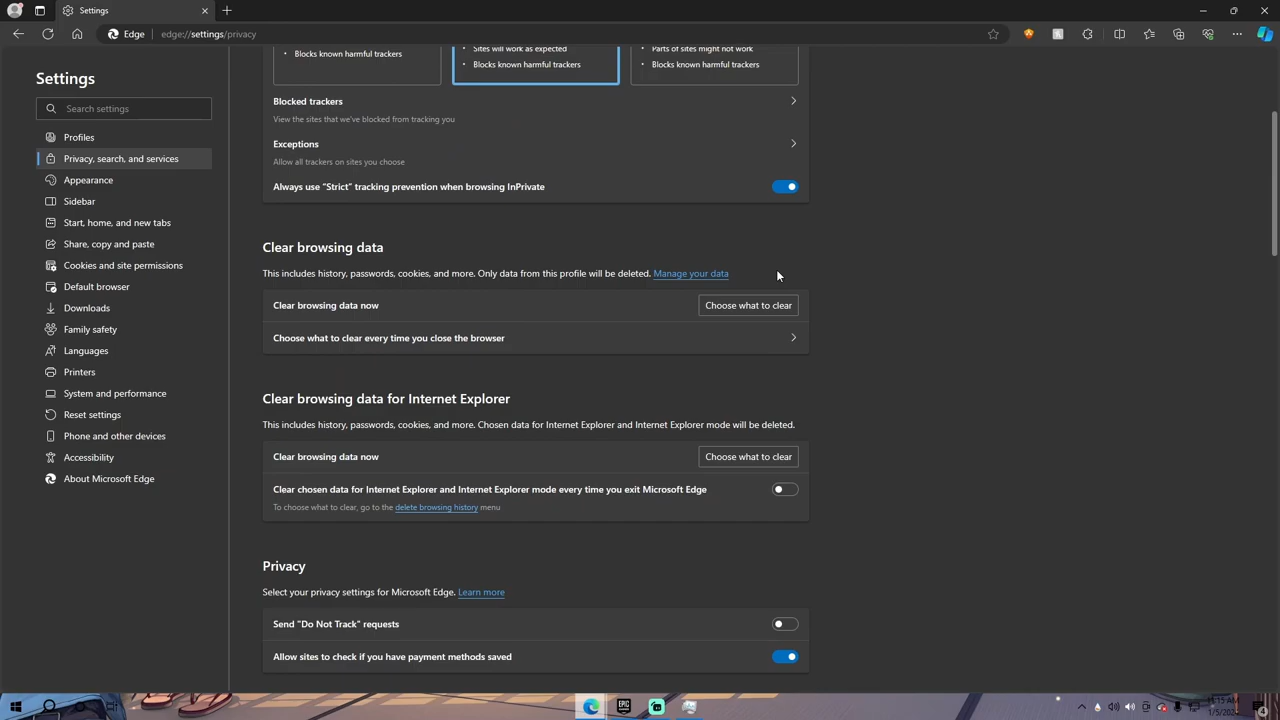 Settings
Edge
edge://settings/privacy
Settings
Search settings
Profiles
Privacy, search, and services
Appearance
Sidebar
Start, home, and new tabs
Share, copy and paste
Cookies and site permissions
Default browser
Downloads
Family safety
Languages
Printers
System and performance
Reset settings
Phone and other devices
Accessibility
About Microsoft Edge
• Blocks known harmful trackers
• Sites will work as expected
• Blocks known harmful trackers
• Parts of sites might not work
• Blocks known harmful trackers
Blocked trackers
View the sites that we've blocked from tracking you
Exceptions
Allow all trackers on sites you choose
Always use "Strict" tracking prevention when browsing InPrivate
Clear browsing data
This includes history, passwords, cookies, and more. Only data from this profile will be deleted. Manage your data
Clear browsing data now
Choose what to clear
Choose what to clear every time you close the browser
Clear browsing data for Internet Explorer
This includes history, passwords, cookies, and more. Chosen data for Internet Explorer and Internet Explorer mode will be deleted.
Clear browsing data now
Choose what to clear
Clear chosen data for Internet Explorer and Internet Explorer mode every time you exit Microsoft Edge
To choose what to clear, go to the delete browsing history menu
Privacy
Select your privacy settings for Microsoft Edge. Learn more
Send "Do Not Track" requests
Allow sites to check if you have payment methods saved
EPIC